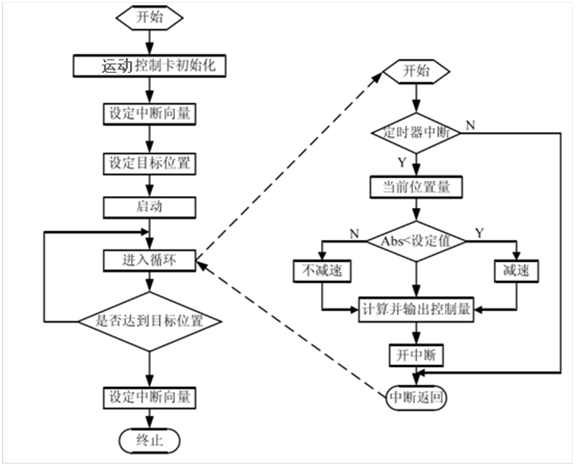 开始
运动控制卡初始化
设定中断向量
设定目标位置
启动
进入循环
是否达到目标位置
设定中断向量
终止
开始
定时器中断
N
Y
当前位置量
Abs<设定值
N
Y
不减速
减速
计算并输出控制量
开中断
中断返回